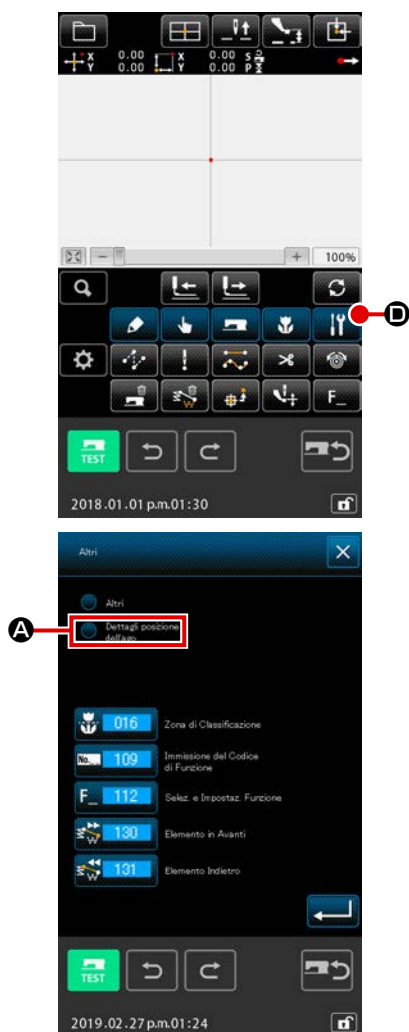 X 0.00 X 0.00 S
Y 0.00 Y 0.00 P
100%
D
F_
TEST
2018.01.01 p.m.01:30
Altri
Altri
A
Dettagli posizione
dell'ago
016 Zona di Classificazione
No. 109 Immissione del Codice
di Funzione
F_ 112 Selez. e Impostaz. Funzione
130 Elemento in Avanti
131 Elemento Indietro
TEST
2019.02.27 p.m.01:24